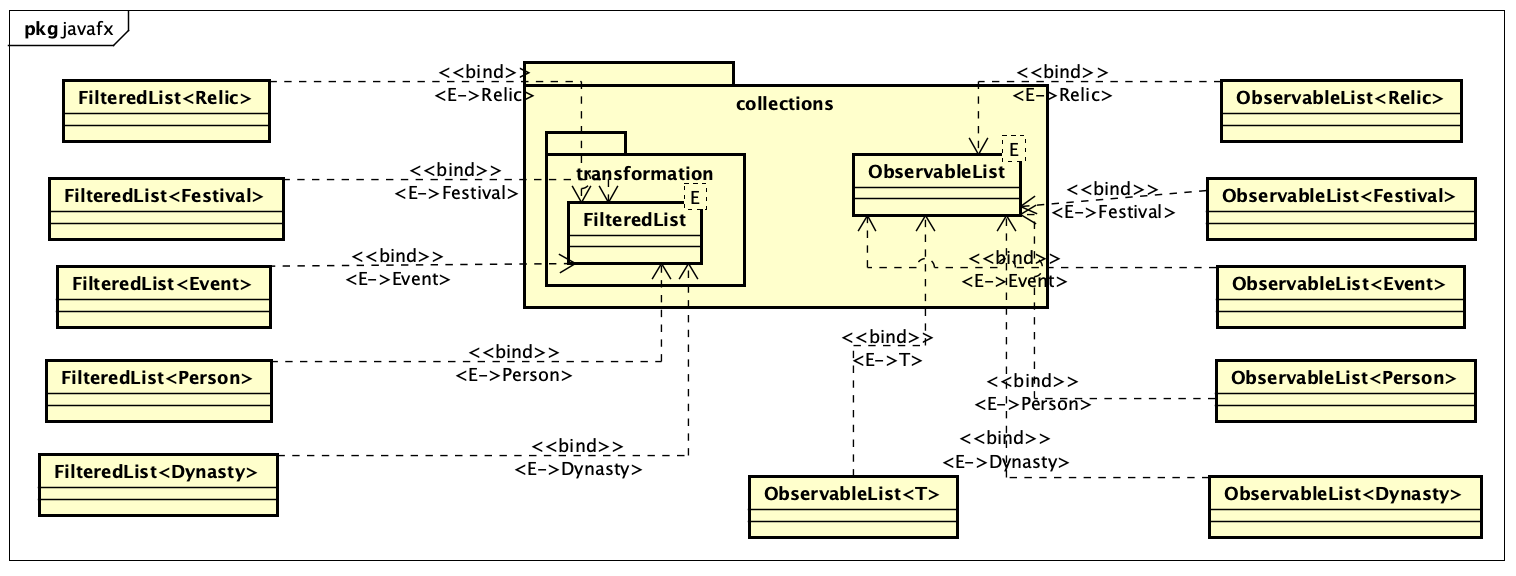 pkg javafx
FilteredList<Relic>
<<bind>>
<E->Relic>
FilteredList<Festival>
<<bind>>
<E->Festival>
FilteredList<Event>
<<bind>>
<E->Event>
FilteredList<Person>
<<bind>>
<E->Person>
FilteredList<Dynasty>
<<bind>>
<E->Dynasty>
collections
transformation
E
FilteredList
E
ObservableList
<<bind>>
<E->Relic>
ObservableList<Relic>
<<bind>>
<E->Festival>
ObservableList<Festival>
<<bind>>
<E->Event>
ObservableList<Event>
<<bind>>
<E->T>
ObservableList<T>
<<bind>>
<E->Person>
ObservableList<Person>
<<bind>>
<E->Dynasty>
ObservableList<Dynasty>